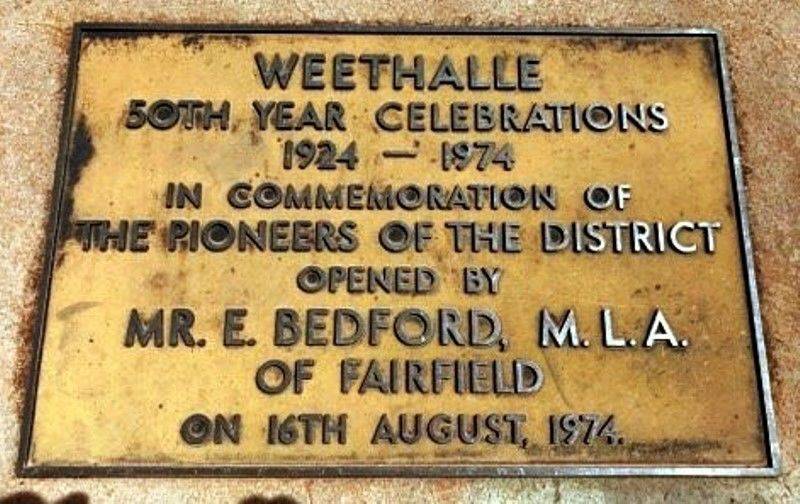 WEETHALLE
50TH YEAR CELEBRATIONS
1924 — 1974
IN COMMEMORATION OF
THE PIONEERS OF THE DISTRICT
OPENED BY
MR. E. BEDFORD, M.L.A.
OF FAIRFIELD
ON 16TH AUGUST, 1974.